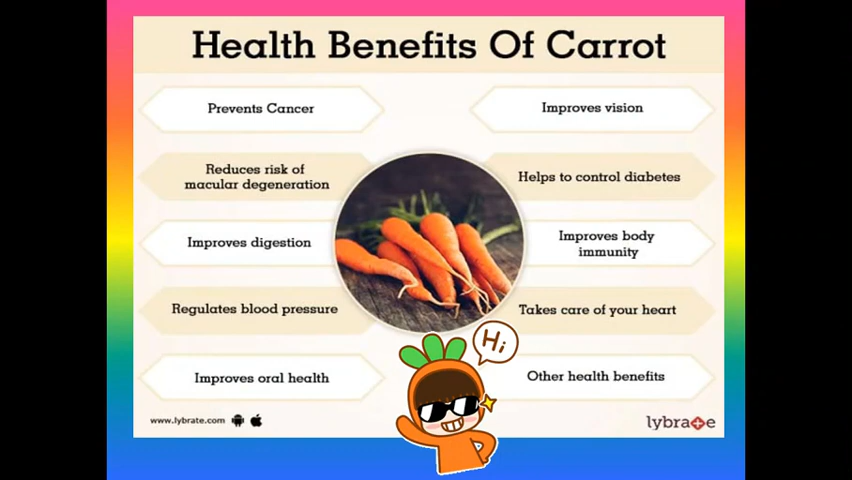 Health Benefits Of Carrot
Prevents Cancer
Improves vision
Reduces risk of
macular degeneration
Helps to control diabetes
Improves digestion
Improves body
immunity
Regulates blood pressure
Takes care of your heart
Hi
Improves oral health
Other health benefits
www.lybrate.com
lybrate